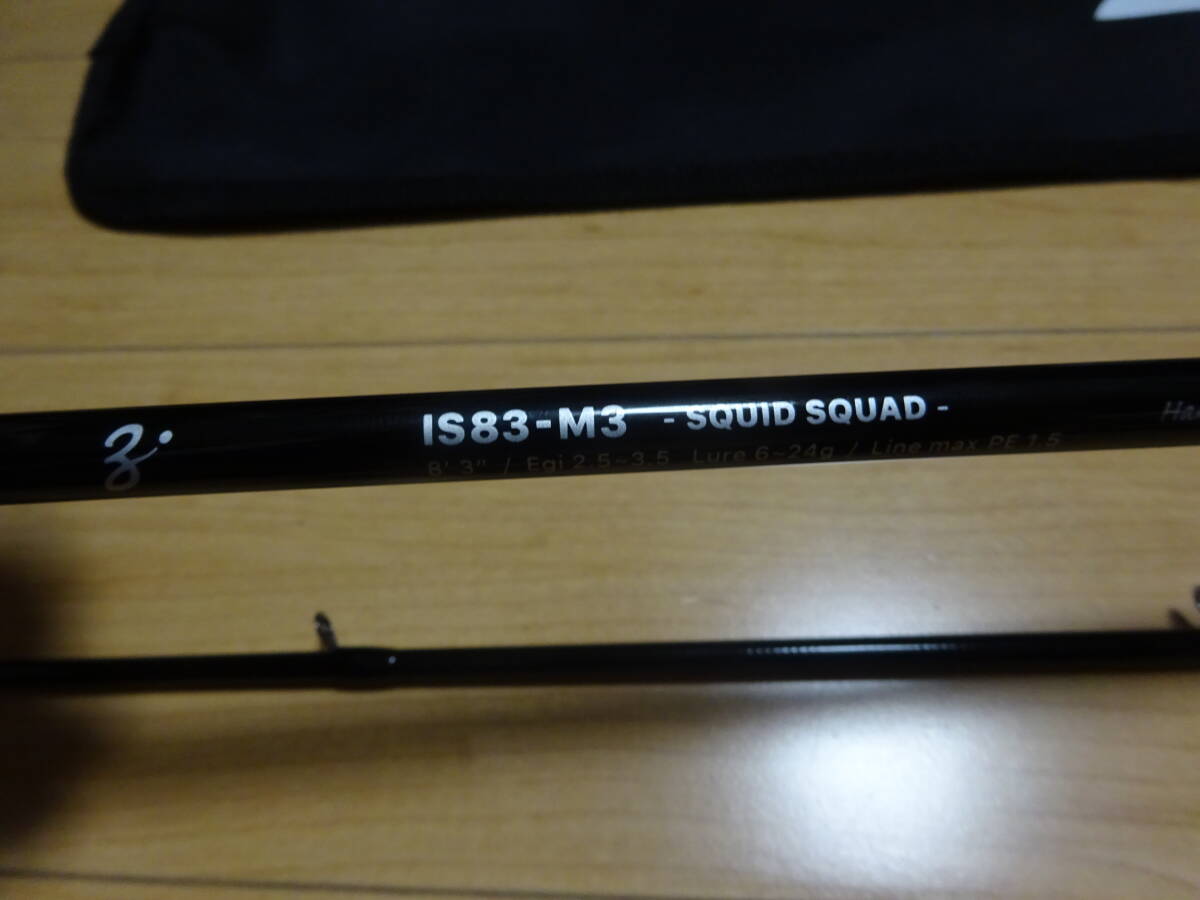 z.
IS83-M3 - SQUID SQUAD -
8' 3" / Egi 2.5~3.5 Lure 6~24g / Line max PE 1.5